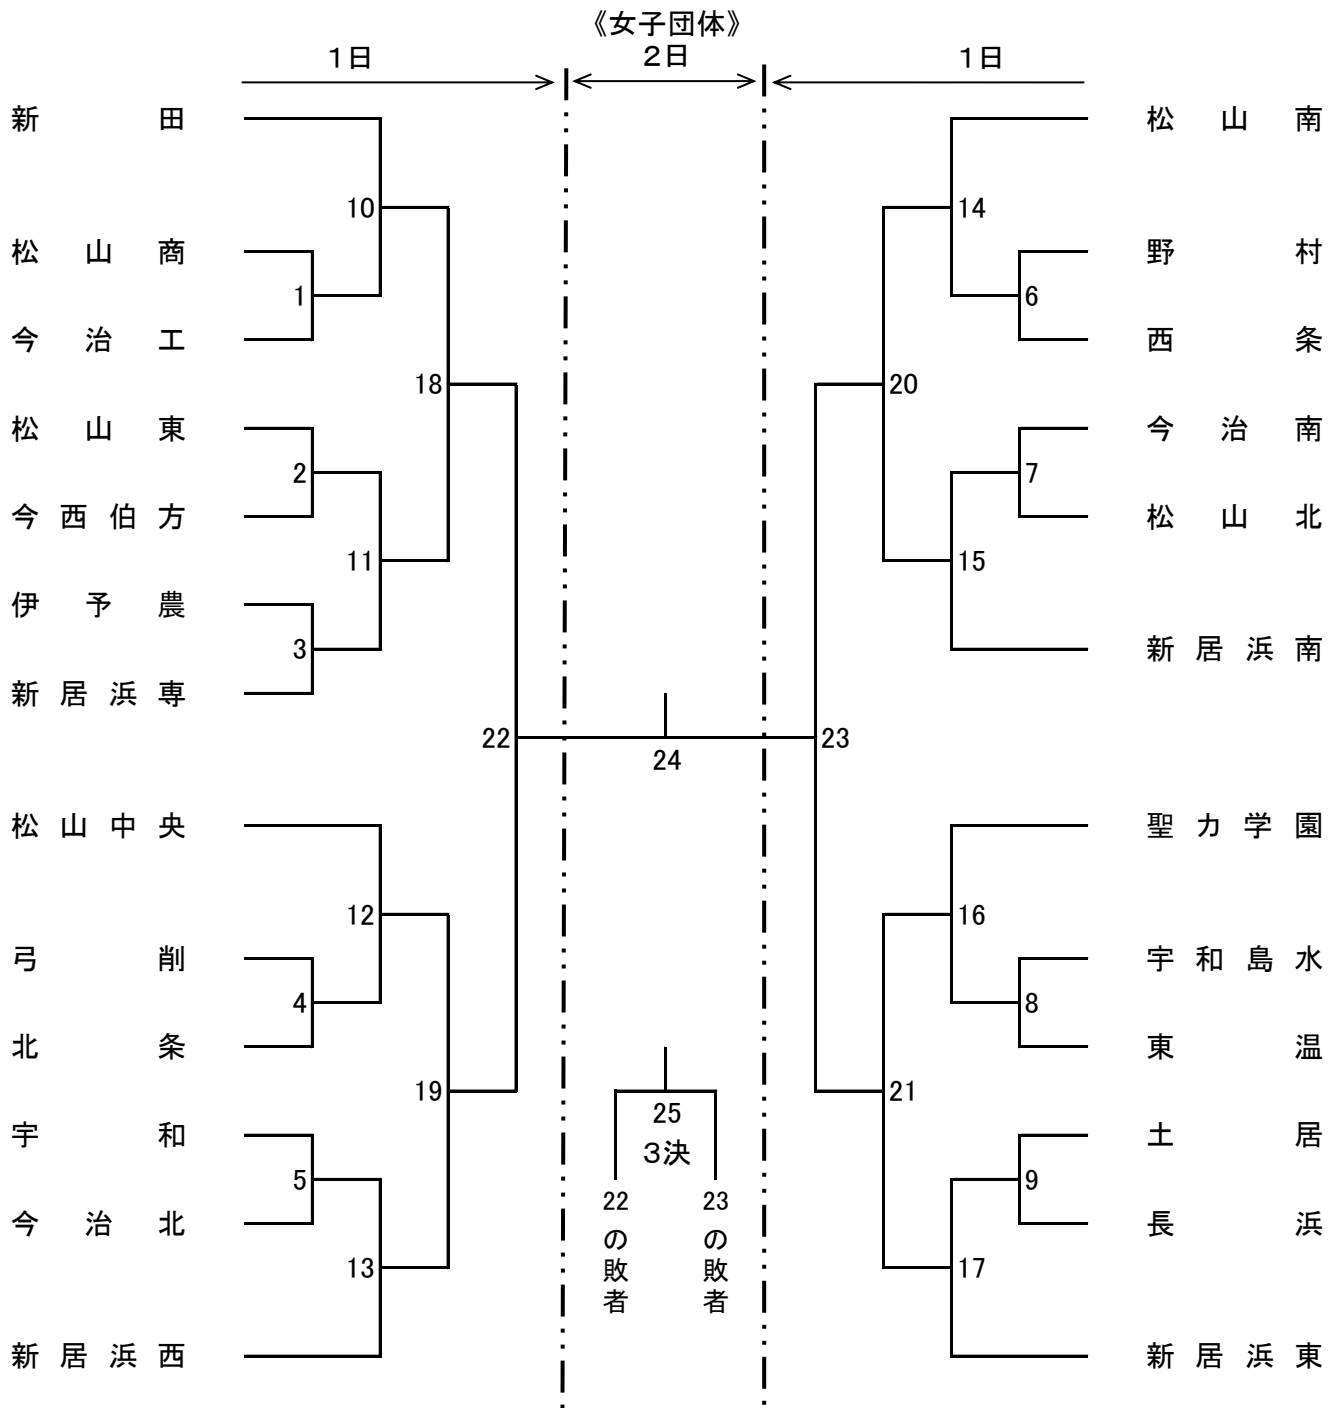 《女子団体》
1日 2日 1日
新田
松山商
今治工
松山東
今西伯方
伊予農
新居浜専
松山中央
弓削
北条
宇和
今治北
新居浜西
10
1
18
2
11
3
22
12
4
19
5
13
24
25
3決
22の敗者
23の敗者
14
6
20
7
15
23
16
8
21
9
17
松山南
野村
西条
今治南
松山北
新居浜南
聖カ学園
宇和島水
東温
土居
長浜
新居浜東